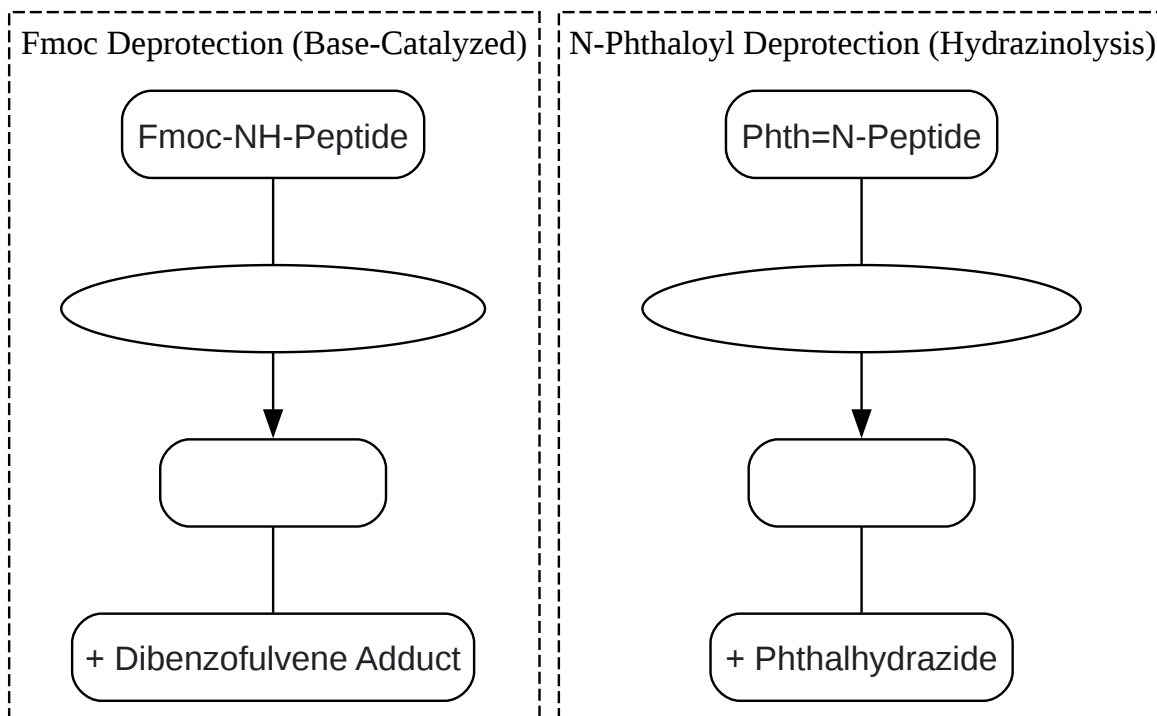 Fmoc Deprotection (Base-Catalyzed)
Fmoc-NH-Peptide
+ Dibenzofulvene Adduct
N-Phthaloyl Deprotection (Hydrazinolysis)
Phth=N-Peptide
+ Phthalhydrazide